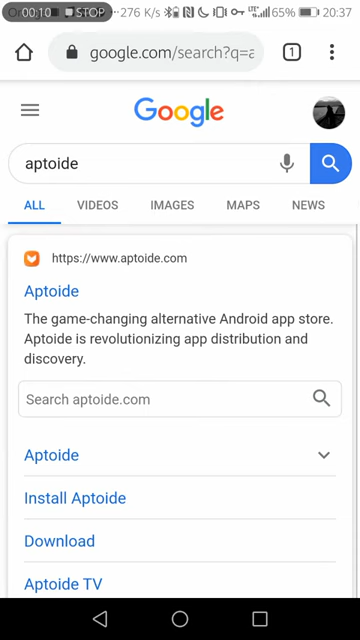 00:10 STOP 276 K/s 65% 20:37
google.com/search?q=a
1
Google
aptoide
ALL VIDEOS IMAGES MAPS NEWS
https://www.aptoide.com
Aptoide
The game-changing alternative Android app store.
Aptoide is revolutionizing app distribution and
discovery.
Search aptoide.com
Aptoide
Install Aptoide
Download
Aptoide TV